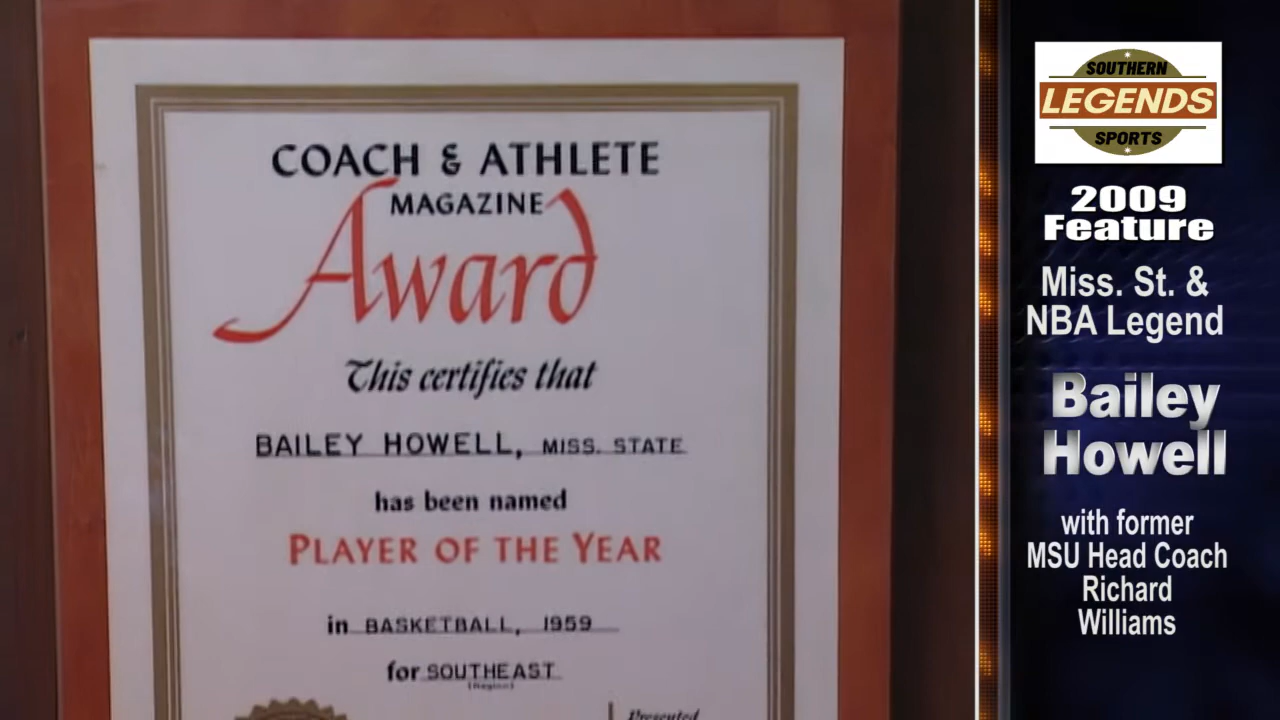 COACH & ATHLETE
MAGAZINE
Award
This certifies that
BAILEY HOWELL, MISS. STATE
has been named
PLAYER OF THE YEAR
in BASKETBALL, 1959
for SOUTHEAST
(Region)
Presented
SOUTHERN
LEGENDS
SPORTS
2009
Feature
Miss. St. &
NBA Legend
Bailey
Howell
with former
MSU Head Coach
Richard
Williams